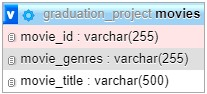 v graduation_project movies
movie_id : varchar(255)
movie_genres : varchar(255)
movie_title : varchar(500)